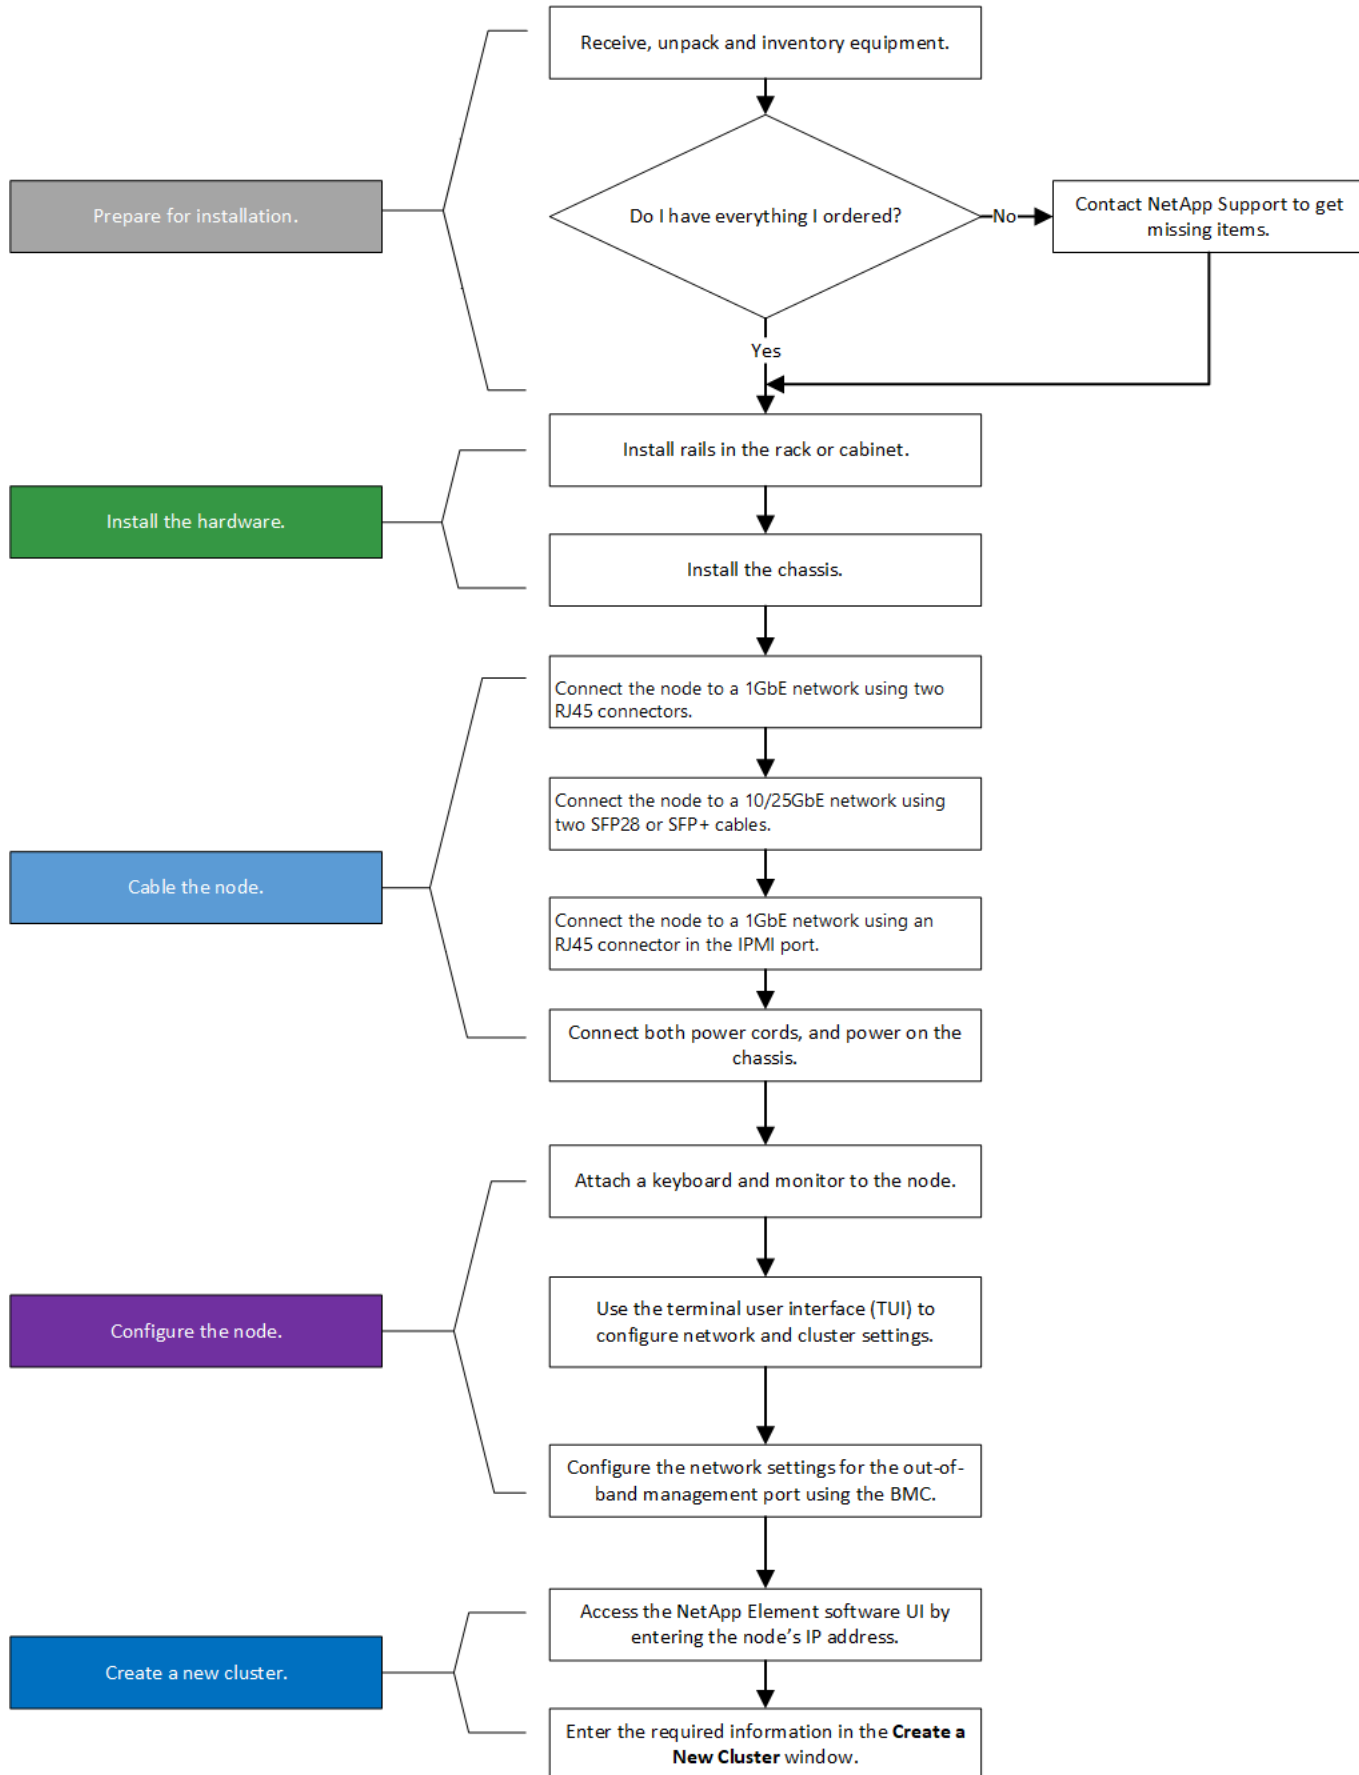 Receive, unpack and inventory equipment.
Prepare for installation.
Do I have everything I ordered?
No
Contact NetApp Support to get
missing items.
Yes
Install rails in the rack or cabinet.
Install the hardware.
Install the chassis.
Connect the node to a 1GbE network using two
RJ45 connectors.
Connect the node to a 10/25GbE network using
two SFP28 or SFP+ cables.
Cable the node.
Connect the node to a 1GbE network using an
RJ45 connector in the IPMI port.
Connect both power cords, and power on the
chassis.
Attach a keyboard and monitor to the node.
Use the terminal user interface (TUI) to
configure network and cluster settings.
Configure the node.
Configure the network settings for the out-of-
band management port using the BMC.
Access the NetApp Element software UI by
entering the node’s IP address.
Create a new cluster.
Enter the required information in the Create a
New Cluster window.